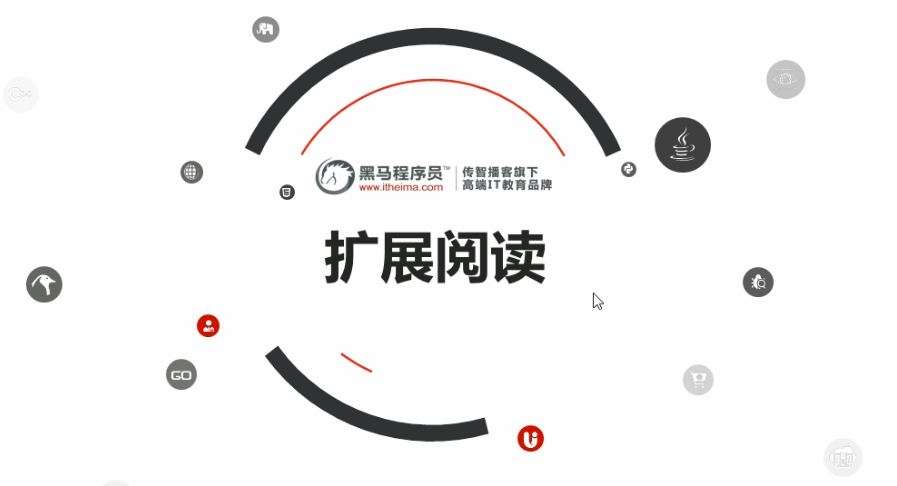 C++
黑马程序员™
www.itheima.com
传智播客旗下
高端IT教育品牌
扩展阅读
GO